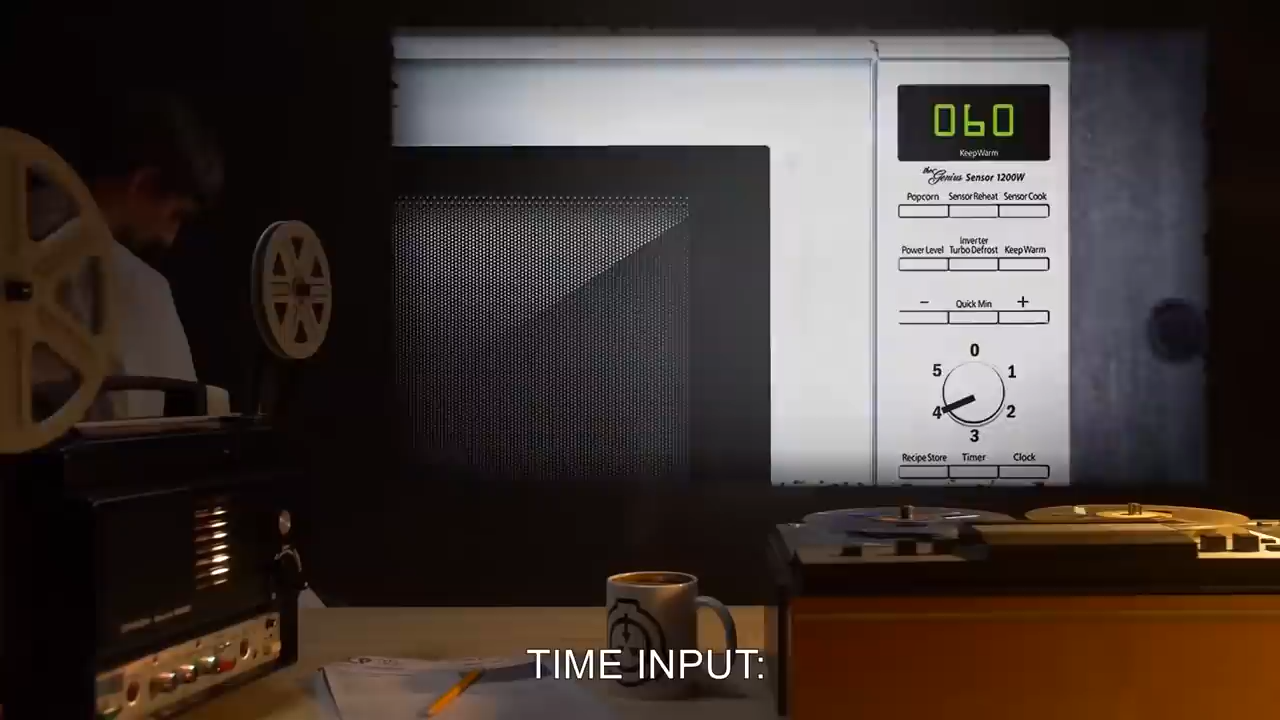 060
KeepWarm
the Genius Sensor 1200W
Popcorn Sensor Reheat Sensor Cook
Power Level Inverter Turbo Defrost Keep Warm
− Quick Min +
0
5 1
4 2
3
Recipe Store Timer Clock
TIME INPUT: